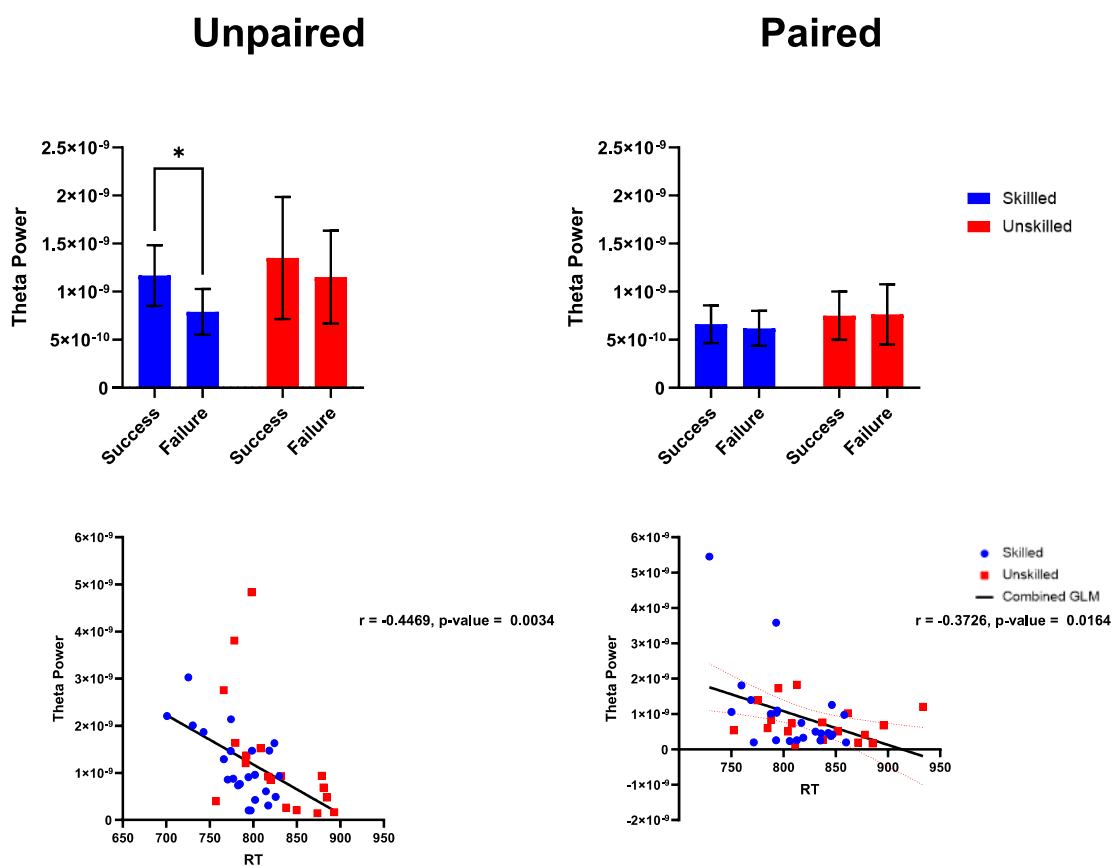 Unpaired
Paired
Theta Power
2.5×10⁻⁹
2×10⁻⁹
1.5×10⁻⁹
1×10⁻⁹
5×10⁻¹⁰
0
*
Success
Failure
Success
Failure
Theta Power
2.5×10⁻⁹
2×10⁻⁹
1.5×10⁻⁹
1×10⁻⁹
5×10⁻¹⁰
0
Success
Failure
Success
Failure
Skillled
Unskilled
Theta Power
6×10⁻⁹
5×10⁻⁹
4×10⁻⁹
3×10⁻⁹
2×10⁻⁹
1×10⁻⁹
0
650 700 750 800 850 900 950
RT
r = -0.4469, p-value = 0.0034
Theta Power
6×10⁻⁹
5×10⁻⁹
4×10⁻⁹
3×10⁻⁹
2×10⁻⁹
1×10⁻⁹
0
-1×10⁻⁹
-2×10⁻⁹
750 800 850 900 950
RT
Skilled
Unskilled
Combined GLM
r = -0.3726, p-value = 0.0164